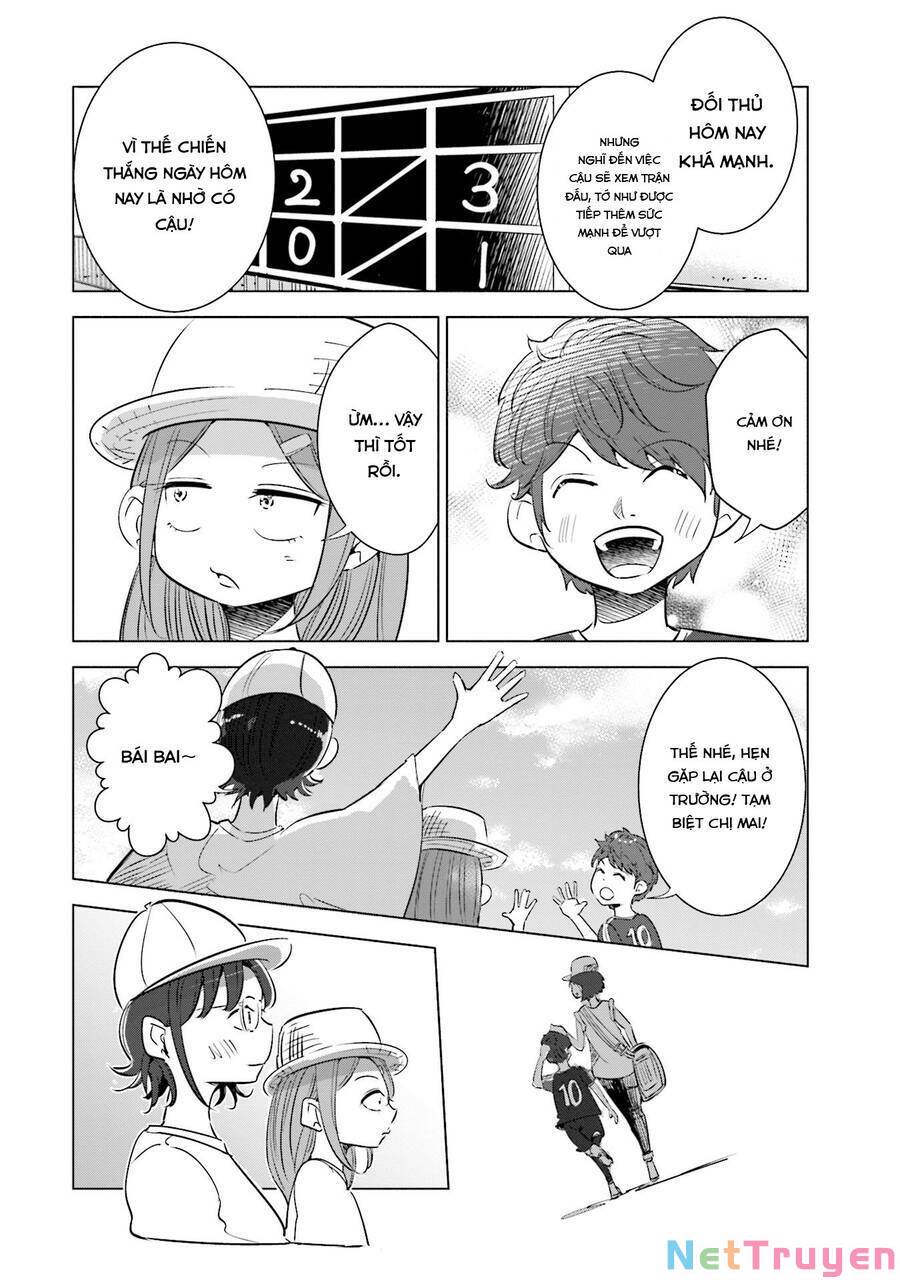 ĐỐI THỦ
HÔM NAY
KHÁ MẠNH.
NHƯNG
NGHĨ ĐẾN VIỆC
CẬU SẼ XEM TRẬN
ĐẤU, TỚ NHƯ ĐƯỢC
TIẾP THÊM SỨC
MẠNH ĐỂ VƯỢT
QUA
VÌ THẾ CHIẾN
THẮNG NGÀY HÔM
NAY LÀ NHỜ CÓ
CẬU!
2 3
0 1
CẢM ƠN
NHÉ!
ỪM... VẬY
THÌ TỐT
RỒI.
THẾ NHÉ, HẸN
GẶP LẠI CẬU Ở
TRƯỜNG! TẠM
BIỆT CHỊ MAI!
BÁI BAI~
10
10
NetTruyen